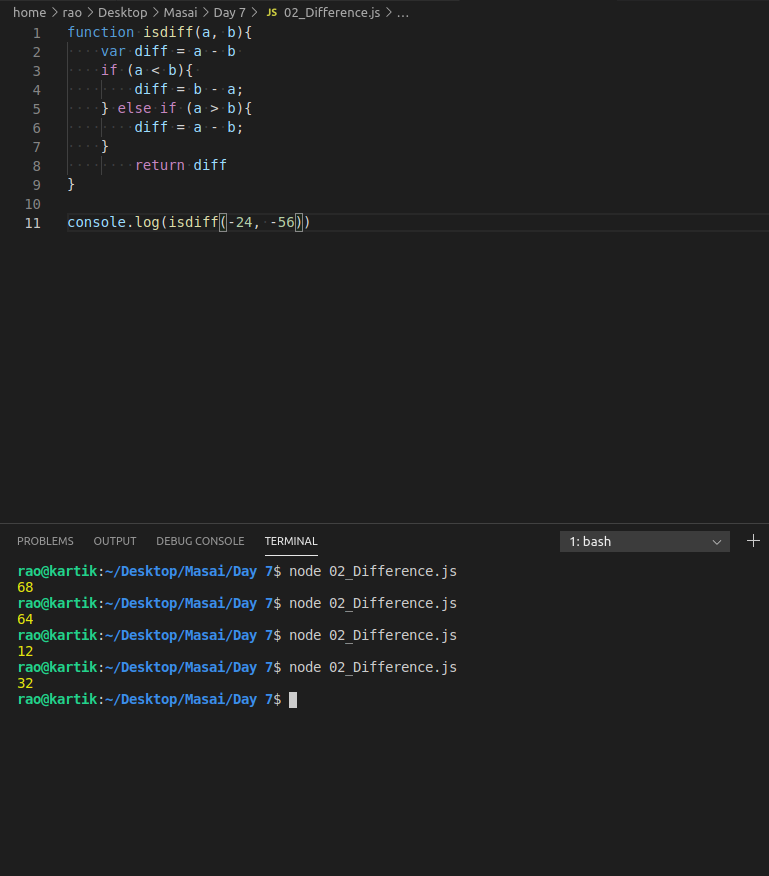 home > rao > Desktop > Masai > Day 7 > JS 02_Difference.js > ...
1 function isdiff(a, b){
2     var diff = a - b
3     if (a < b){
4         diff = b - a;
5     } else if (a > b){
6         diff = a - b;
7     }
8         return diff
9 }
10
11 console.log(isdiff(-24, -56))
PROBLEMS OUTPUT DEBUG CONSOLE TERMINAL 1: bash
rao@kartik:~/Desktop/Masai/Day 7$ node 02_Difference.js
68
rao@kartik:~/Desktop/Masai/Day 7$ node 02_Difference.js
64
rao@kartik:~/Desktop/Masai/Day 7$ node 02_Difference.js
12
rao@kartik:~/Desktop/Masai/Day 7$ node 02_Difference.js
32
rao@kartik:~/Desktop/Masai/Day 7$